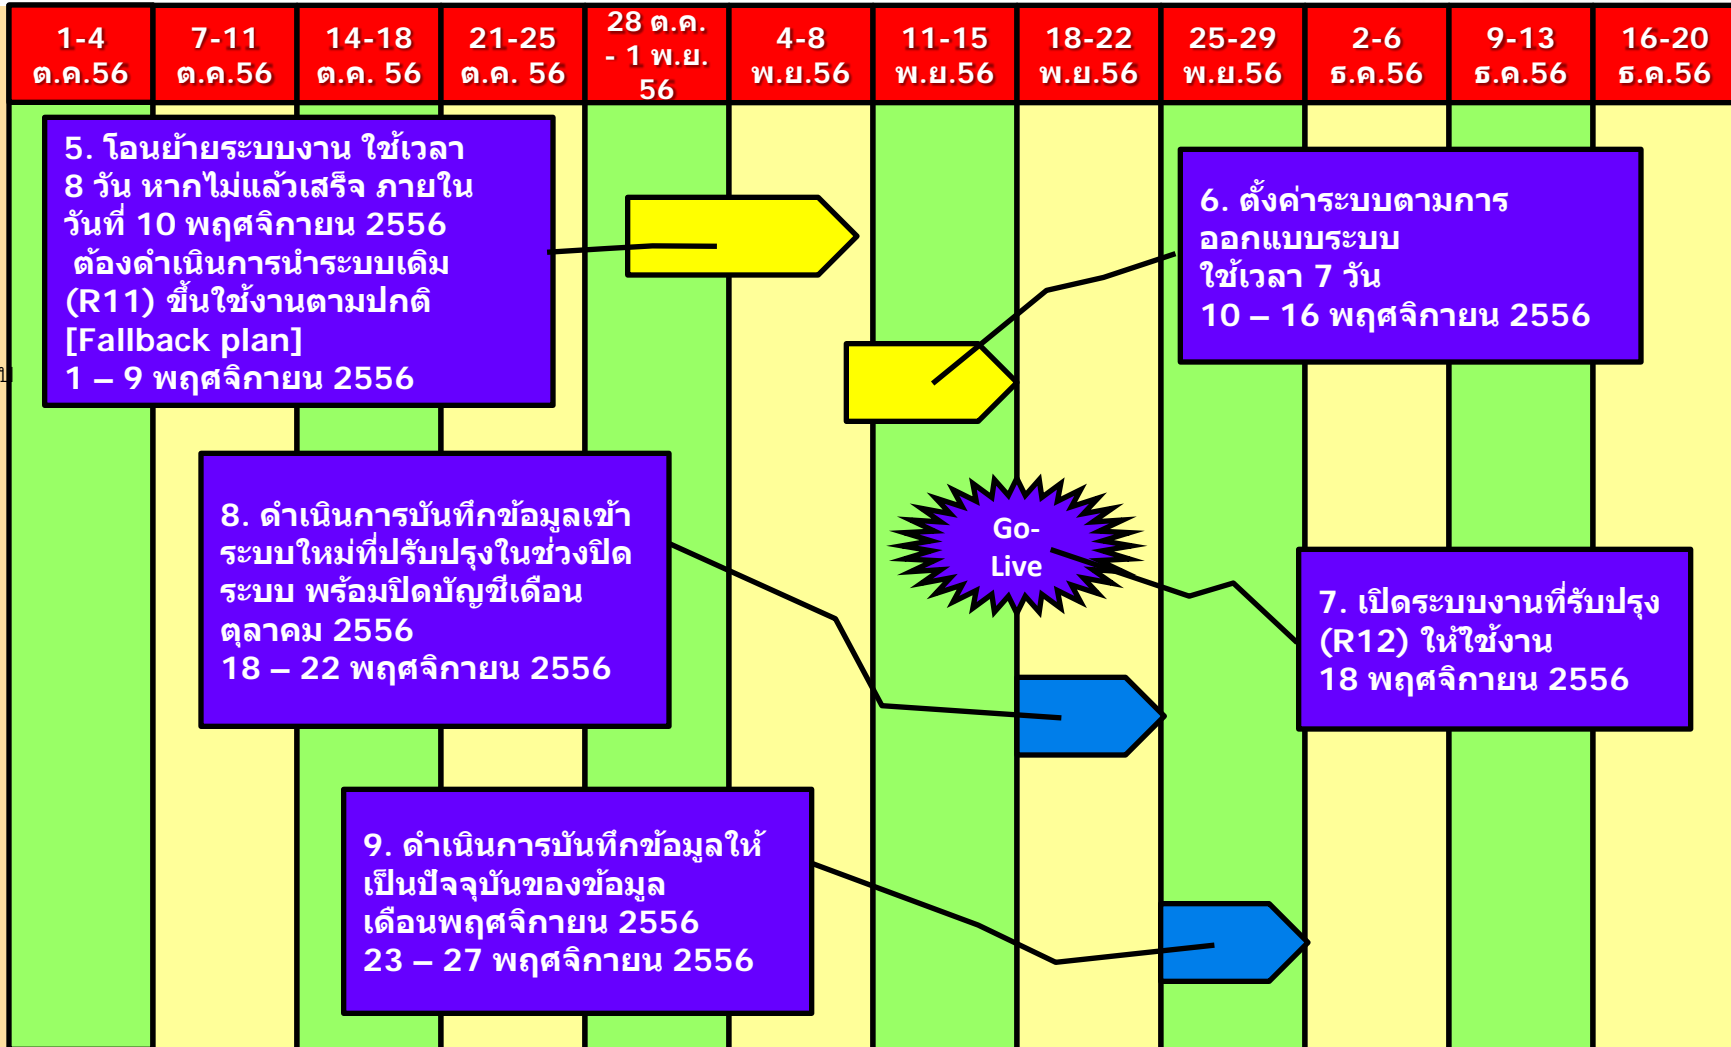 1-4
ต.ค.56
7-11
ต.ค.56
14-18
ต.ค. 56
21-25
ต.ค. 56
28 ต.ค.
- 1 พ.ย.
56
4-8
พ.ย.56
11-15
พ.ย.56
18-22
พ.ย.56
25-29
พ.ย.56
2-6
ธ.ค.56
9-13
ธ.ค.56
16-20
ธ.ค.56
5. โอนย้ายระบบงาน ใช้เวลา
8 วัน หากไม่แล้วเสร็จ ภายใน
วันที่ 10 พฤศจิกายน 2556
ต้องดำเนินการนำระบบเดิม
(R11) ขึ้นใช้งานตามปกติ
[Fallback plan]
1 – 9 พฤศจิกายน 2556
6. ตั้งค่าระบบตามการ
ออกแบบระบบ
ใช้เวลา 7 วัน
10 – 16 พฤศจิกายน 2556
8. ดำเนินการบันทึกข้อมูลเข้า
ระบบใหม่ที่ปรับปรุงในช่วงปิด
ระบบ พร้อมปิดบัญชีเดือน
ตุลาคม 2556
18 – 22 พฤศจิกายน 2556
Go-
Live
7. เปิดระบบงานที่รับปรุง
(R12) ให้ใช้งาน
18 พฤศจิกายน 2556
9. ดำเนินการบันทึกข้อมูลให้
เป็นปัจจุบันของข้อมูล
เดือนพฤศจิกายน 2556
23 – 27 พฤศจิกายน 2556